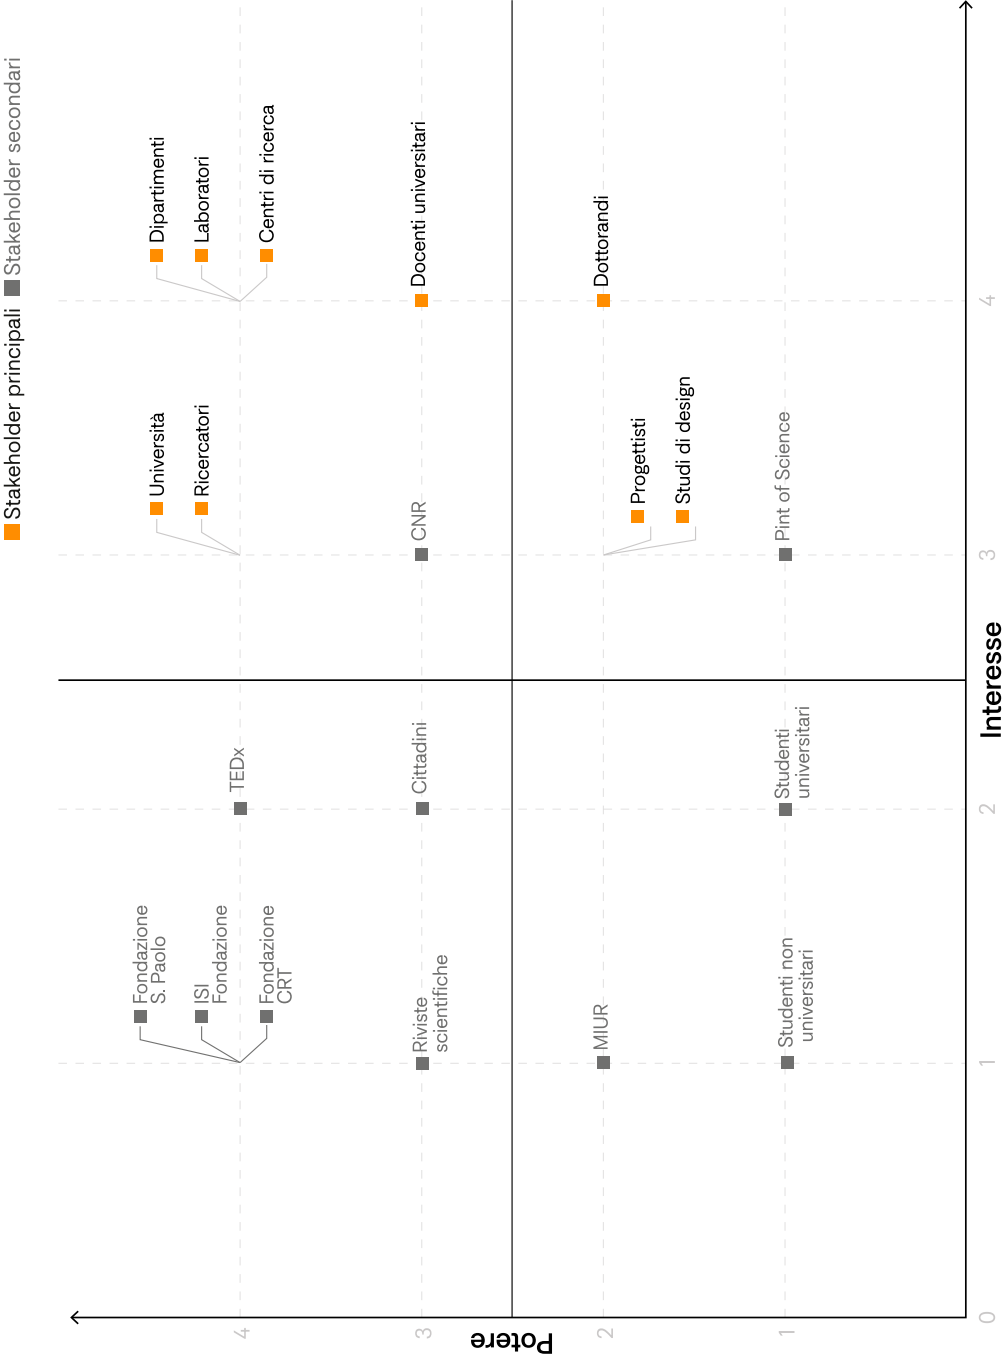 Stakeholder principali
Stakeholder secondari
Fondazione
S. Paolo
ISI
Fondazione
Fondazione
CRT
TEDx
Università
Ricercatori
Dipartimenti
Laboratori
Centri di ricerca
Riviste
scientifiche
Cittadini
CNR
Docenti universitari
MIUR
Progettisti
Studi di design
Dottorandi
Studenti non
universitari
Studenti
universitari
Pint of Science
4
3
2
1
Potere
0
1
2
3
4
Interesse